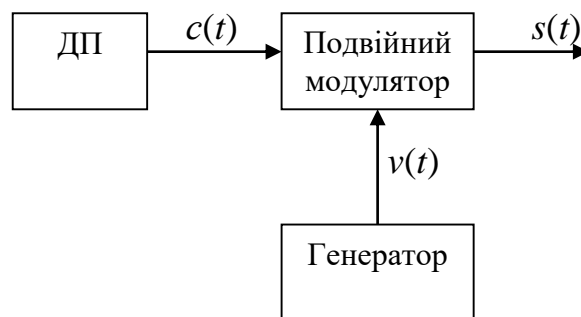 ДП
c(t)
Подвійний
модулятор
s(t)
v(t)
Генератор